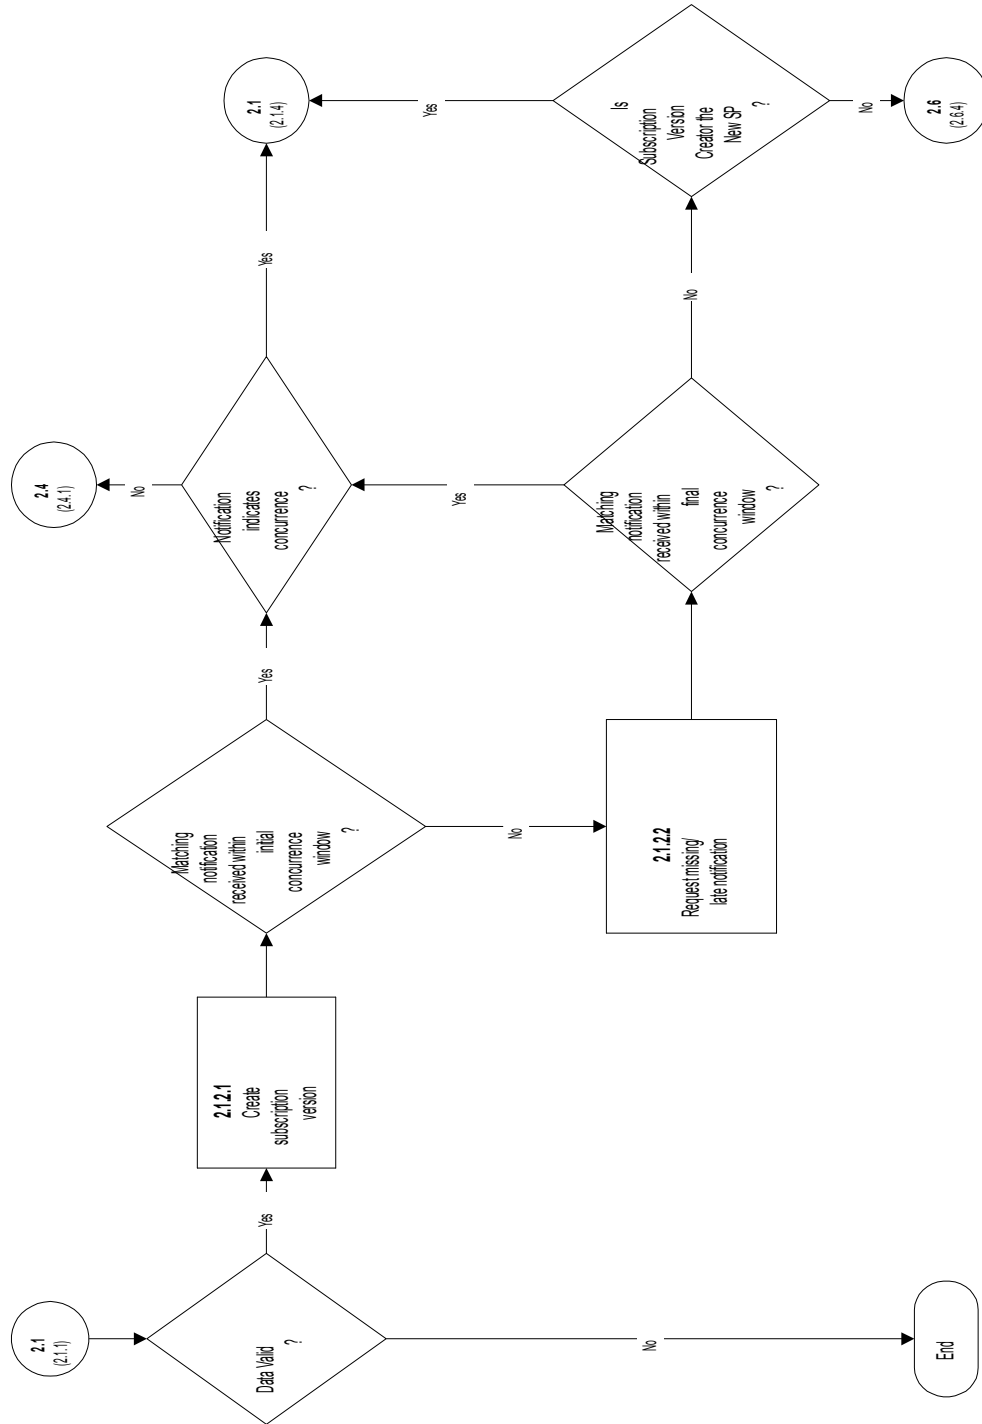 2.1
(2.1.1)
Data Valid
?
No
End
Yes
2.1.2.1
Create
subscription
version
Matching
notification
received within
initial
concurrence
window
?
No
2.1.2.2
Request missing/
late notification
Yes
Notification
indicates
concurrence
?
No
2.4
(2.4.1)
Yes
2.1
(2.1.4)
Matching
notification
received within
final
concurrence
window
?
Yes
No
Is
Subscription
Version
Creator the
New SP
?
Yes
No
2.6
(2.6.4)